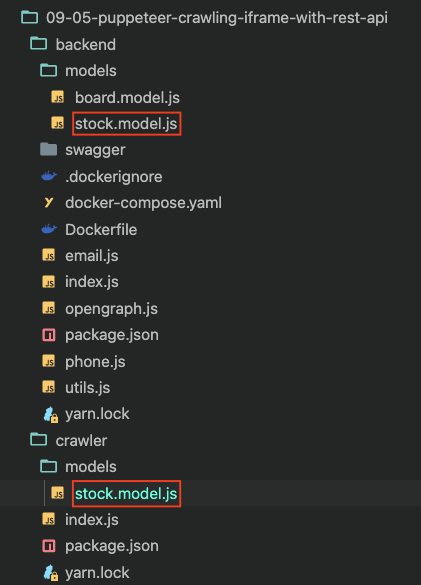 09-05-puppeteer-crawling-iframe-with-rest-api
backend
models
JS board.model.js
JS stock.model.js
swagger
.dockerignore
Y docker-compose.yaml
Dockerfile
JS email.js
JS index.js
JS opengraph.js
package.json
JS phone.js
JS utils.js
yarn.lock
crawler
models
JS stock.model.js
JS index.js
package.json
yarn.lock